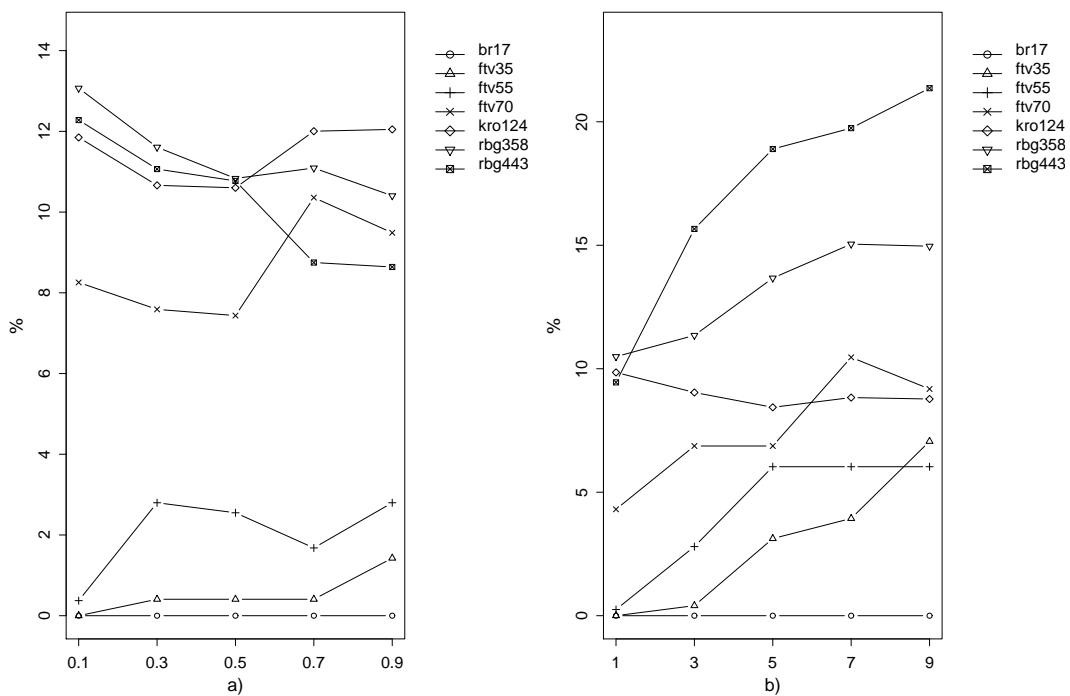 14
12
10
8
6
4
2
0
%
0.1 0.3 0.5 0.7 0.9
a)
br17
ftv35
ftv55
ftv70
kro124
rbg358
rbg443
20
15
10
5
0
%
1 3 5 7 9
b)
br17
ftv35
ftv55
ftv70
kro124
rbg358
rbg443